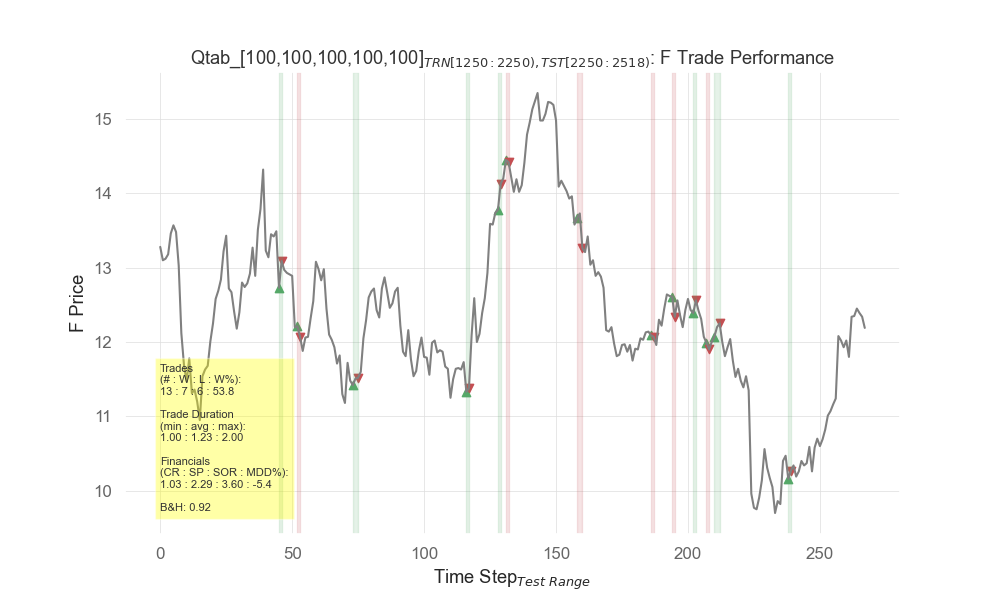 Qtab_[100,100,100,100,100]TRN[1250:2250),TST[2250:2518): F Trade Performance
15
14
13
12
11
10
F Price
Trades
(# : W : L : W%):
13 : 7 : 6 : 53.8
Trade Duration
(min : avg : max):
1.00 : 1.23 : 2.00
Financials
(CR : SP : SOR : MDD%):
1.03 : 2.29 : 3.60 : -5.4
B&H: 0.92
0 50 100 150 200 250
Time StepTest Range